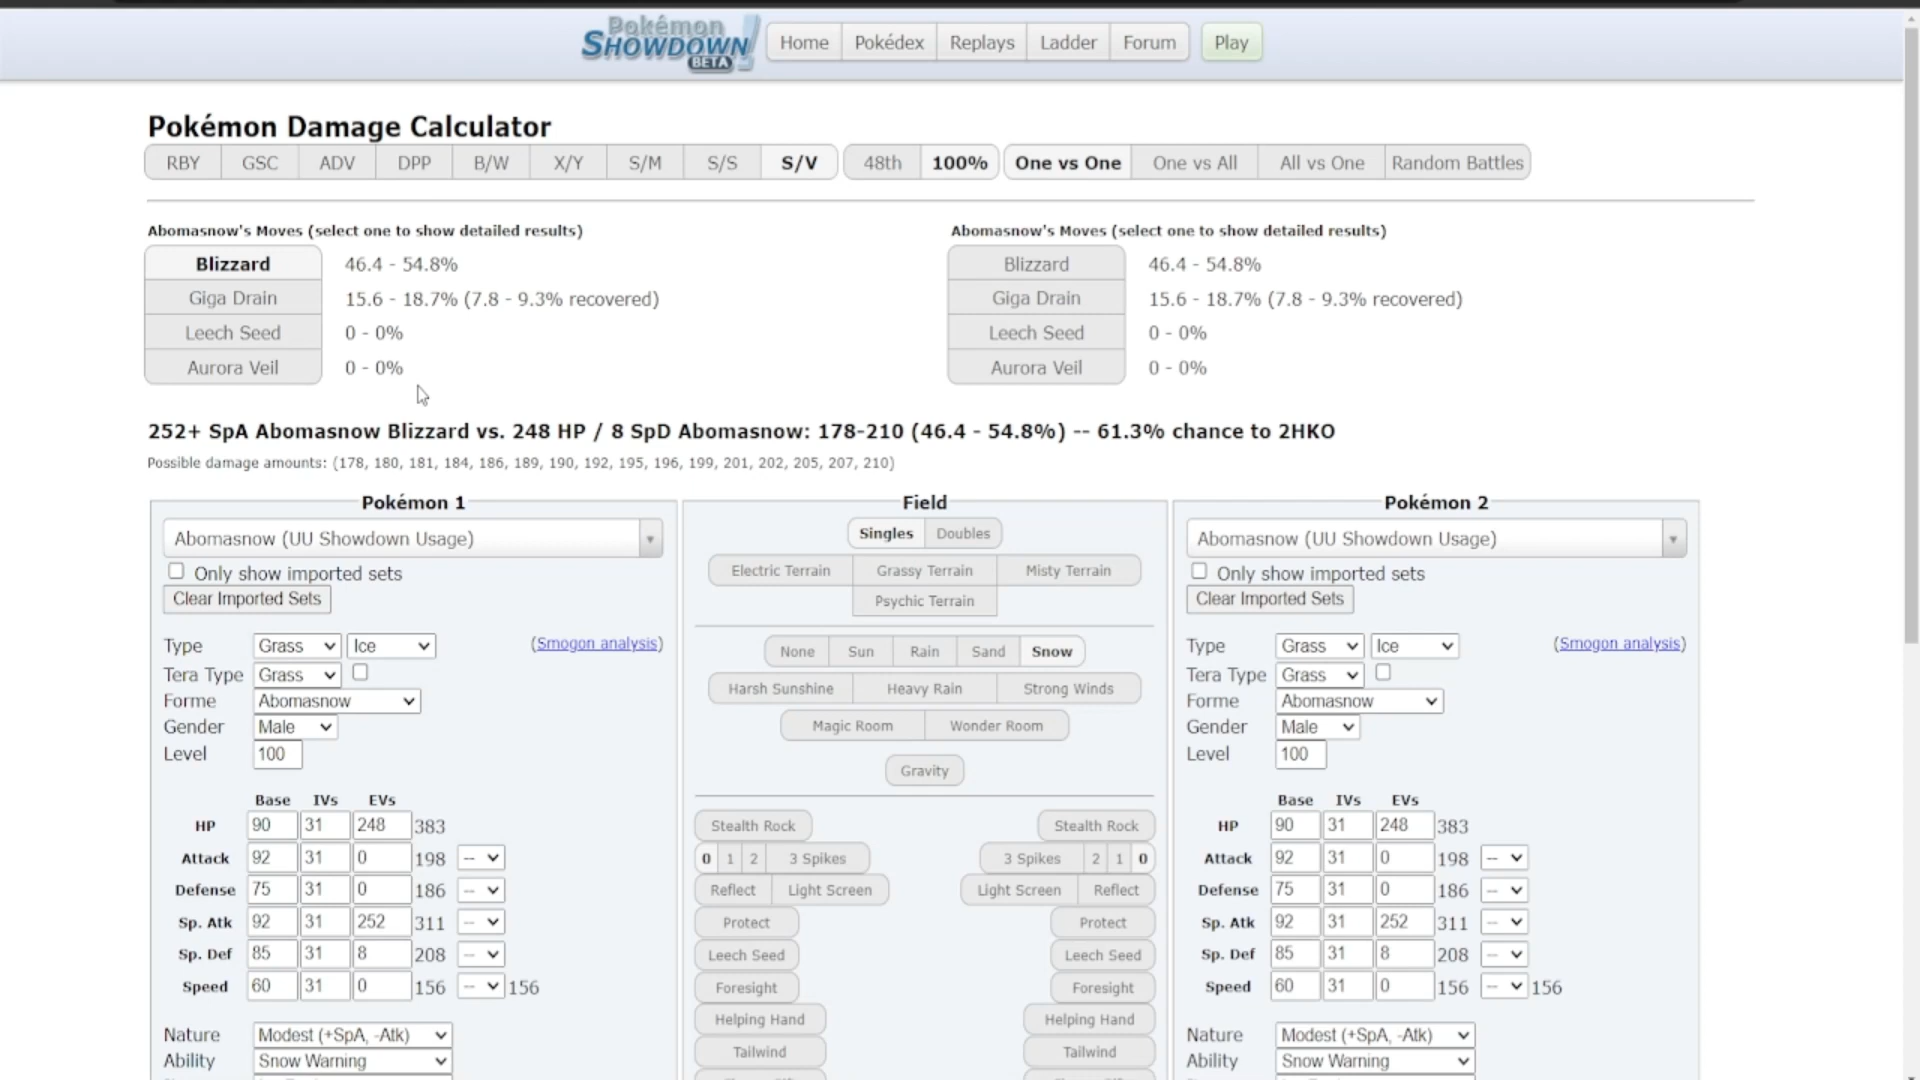 Pokémon
SHOWDOWN!
BETA
Home Pokédex Replays Ladder Forum Play
Pokémon Damage Calculator
RBY GSC ADV DPP B/W X/Y S/M S/S S/V 48th 100% One vs One One vs All All vs One Random Battles
Abomasnow's Moves (select one to show detailed results) Abomasnow's Moves (select one to show detailed results)
Blizzard 46.4 - 54.8% Blizzard 46.4 - 54.8%
Giga Drain 15.6 - 18.7% (7.8 - 9.3% recovered) Giga Drain 15.6 - 18.7% (7.8 - 9.3% recovered)
Leech Seed 0 - 0% Leech Seed 0 - 0%
Aurora Veil 0 - 0% Aurora Veil 0 - 0%
252+ SpA Abomasnow Blizzard vs. 248 HP / 8 SpD Abomasnow: 178-210 (46.4 - 54.8%) -- 61.3% chance to 2HKO
Possible damage amounts: (178, 180, 181, 184, 186, 189, 190, 192, 195, 196, 199, 201, 202, 205, 207, 210)
Pokémon 1
Abomasnow (UU Showdown Usage)
Only show imported sets
Clear Imported Sets
Type Grass Ice (Smogon analysis)
Tera Type Grass
Forme Abomasnow
Gender Male
Level 100
Base IVs EVs
HP 90 31 248 383
Attack 92 31 0 198 --
Defense 75 31 0 186 --
Sp. Atk 92 31 252 311 --
Sp. Def 85 31 8 208 --
Speed 60 31 0 156 -- 156
Nature Modest (+SpA, -Atk)
Ability Snow Warning
Field
Singles Doubles
Electric Terrain Grassy Terrain Misty Terrain
Psychic Terrain
None Sun Rain Sand Snow
Harsh Sunshine Heavy Rain Strong Winds
Magic Room Wonder Room
Gravity
Stealth Rock Stealth Rock
0 1 2 3 Spikes 3 Spikes 2 1 0
Reflect Light Screen Light Screen Reflect
Protect Protect
Leech Seed Leech Seed
Foresight Foresight
Helping Hand Helping Hand
Tailwind Tailwind
Pokémon 2
Abomasnow (UU Showdown Usage)
Only show imported sets
Clear Imported Sets
Type Grass Ice (Smogon analysis)
Tera Type Grass
Forme Abomasnow
Gender Male
Level 100
Base IVs EVs
HP 90 31 248 383
Attack 92 31 0 198 --
Defense 75 31 0 186 --
Sp. Atk 92 31 252 311 --
Sp. Def 85 31 8 208 --
Speed 60 31 0 156 -- 156
Nature Modest (+SpA, -Atk)
Ability Snow Warning